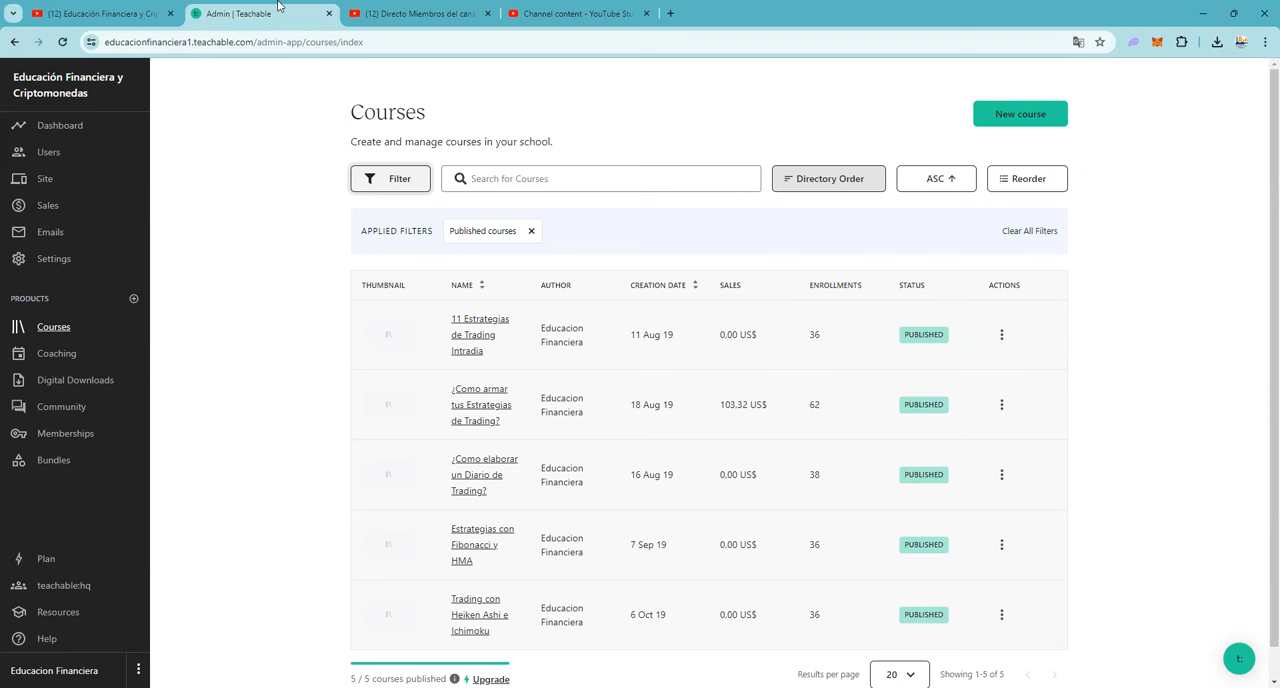 (12) Educación Financiera y Crip
Admin | Teachable
(12) Directo Miembros del cana
Channel content - YouTube Stu
educacionfinanciera1.teachable.com/admin-app/courses/index
Educación Financiera y
Criptomonedas
Dashboard
Users
Site
Sales
Emails
Settings
PRODUCTS
Courses
Coaching
Digital Downloads
Community
Memberships
Bundles
Plan
teachable:hq
Resources
Help
Educacion Financiera
Courses
New course
Create and manage courses in your school.
Filter
Search for Courses
Directory Order
ASC
Reorder
APPLIED FILTERS
Published courses
Clear All Filters
THUMBNAIL NAME AUTHOR CREATION DATE SALES ENROLLMENTS STATUS ACTIONS
11 Estrategias
de Trading
Intradia
Educacion
Financiera
11 Aug 19
0,00 US$
36
PUBLISHED
¿Como armar
tus Estrategias
de Trading?
Educacion
Financiera
18 Aug 19
103,32 US$
62
PUBLISHED
¿Como elaborar
un Diario de
Trading?
Educacion
Financiera
16 Aug 19
0,00 US$
38
PUBLISHED
Estrategias con
Fibonacci y
HMA
Educacion
Financiera
7 Sep 19
0,00 US$
36
PUBLISHED
Trading con
Heiken Ashi e
Ichimoku
Educacion
Financiera
6 Oct 19
0,00 US$
36
PUBLISHED
5 / 5 courses published
Upgrade
Results per page
20
Showing 1-5 of 5
t: